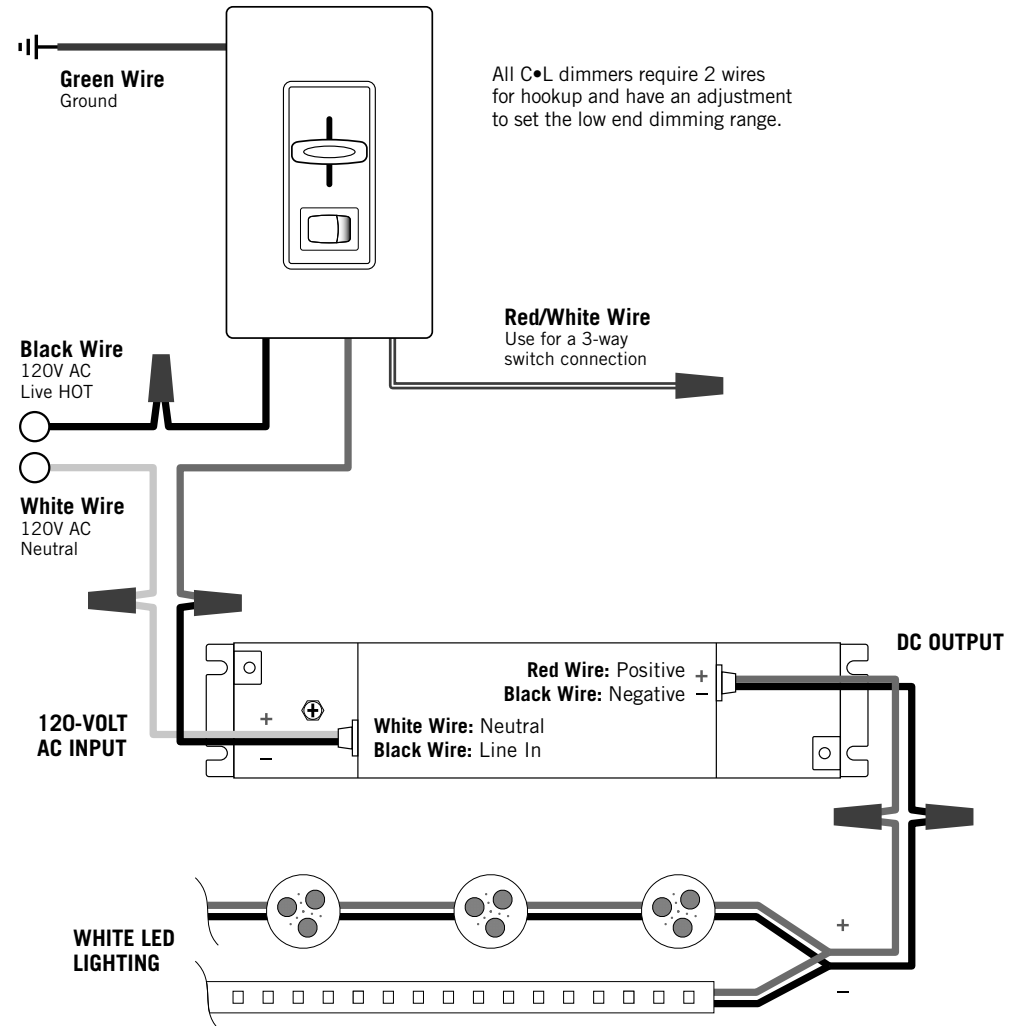 Green Wire
Ground
All C•L dimmers require 2 wires
for hookup and have an adjustment
to set the low end dimming range.
Red/White Wire
Use for a 3-way
switch connection
Black Wire
120V AC
Live HOT
White Wire
120V AC
Neutral
DC OUTPUT
Red Wire: Positive +
Black Wire: Negative –
120-VOLT
AC INPUT
+
–
White Wire: Neutral
Black Wire: Line In
WHITE LED
LIGHTING
+
–